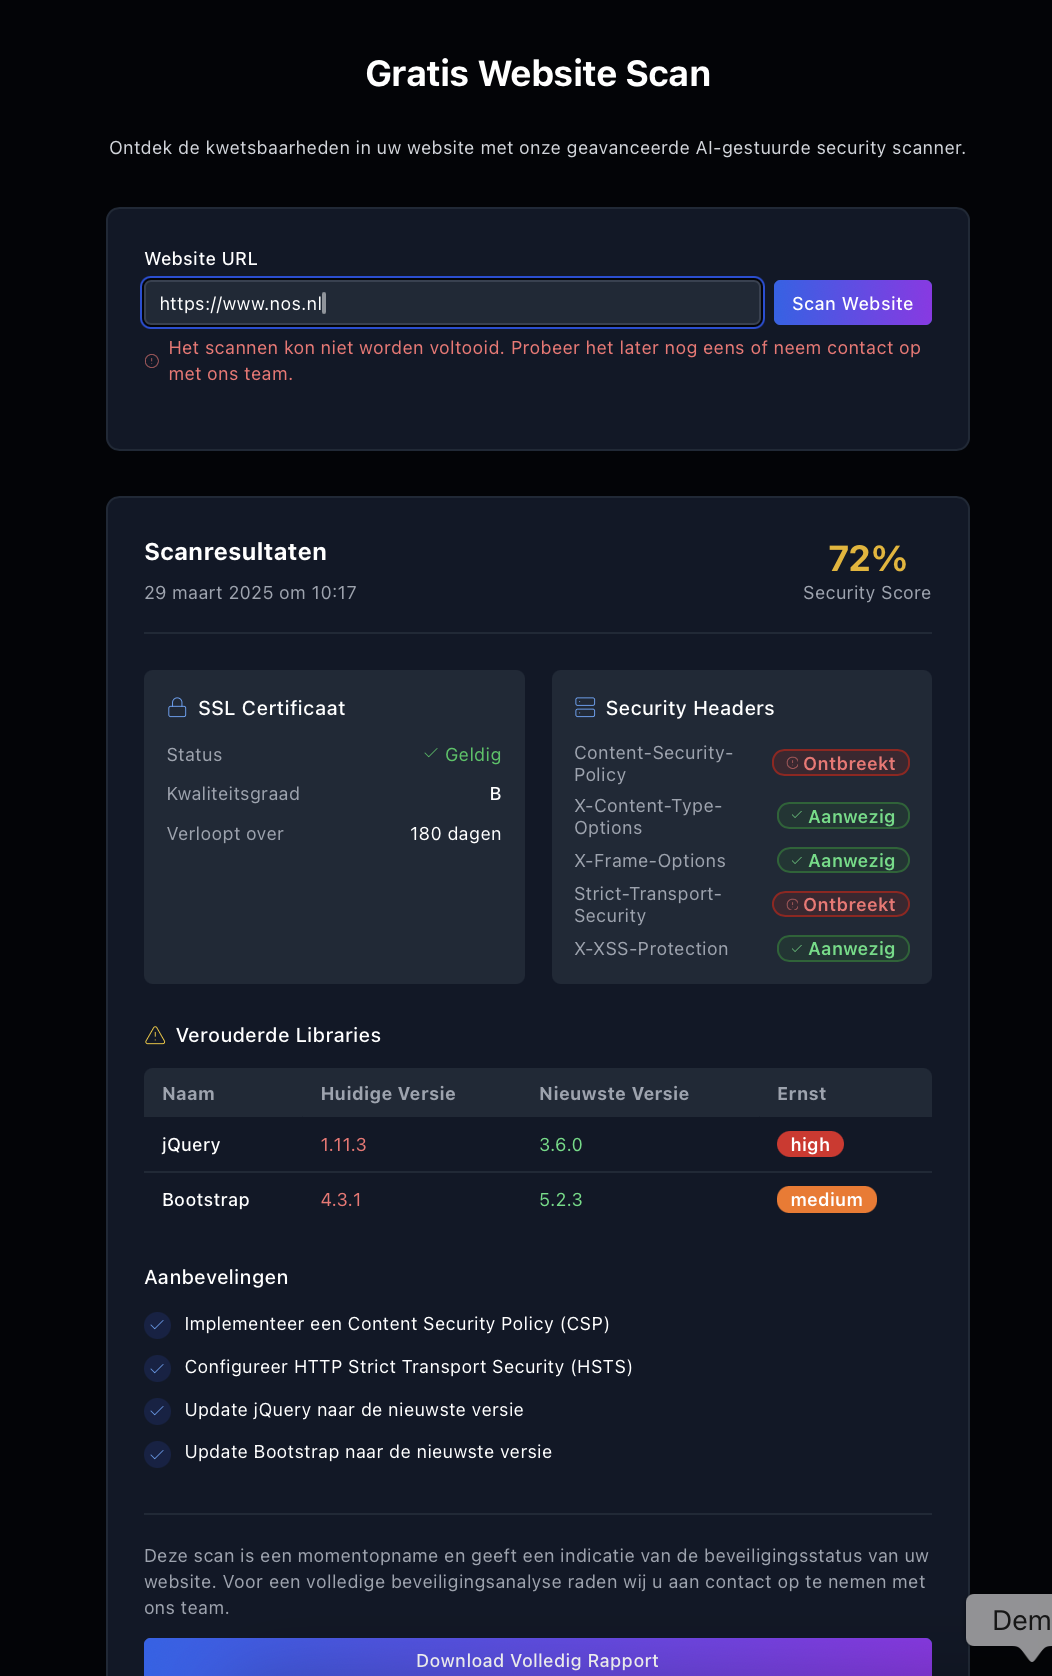 Gratis Website Scan
Ontdek de kwetsbaarheden in uw website met onze geavanceerde AI-gestuurde security scanner.
Website URL
https://www.nos.nl
Scan Website
Het scannen kon niet worden voltooid. Probeer het later nog eens of neem contact op
met ons team.
Scanresultaten
72%
29 maart 2025 om 10:17
Security Score
SSL Certificaat
Status
Geldig
Kwaliteitsgraad
B
Verloopt over
180 dagen
Security Headers
Content-Security-
Policy
Ontbreekt
X-Content-Type-
Options
Aanwezig
X-Frame-Options
Aanwezig
Strict-Transport-
Security
Ontbreekt
X-XSS-Protection
Aanwezig
Verouderde Libraries
Naam Huidige Versie Nieuwste Versie Ernst
jQuery 1.11.3 3.6.0 high
Bootstrap 4.3.1 5.2.3 medium
Aanbevelingen
Implementeer een Content Security Policy (CSP)
Configureer HTTP Strict Transport Security (HSTS)
Update jQuery naar de nieuwste versie
Update Bootstrap naar de nieuwste versie
Deze scan is een momentopname en geeft een indicatie van de beveiligingsstatus van uw
website. Voor een volledige beveiligingsanalyse raden wij u aan contact op te nemen met
ons team.
Dem
Download Volledig Rapport